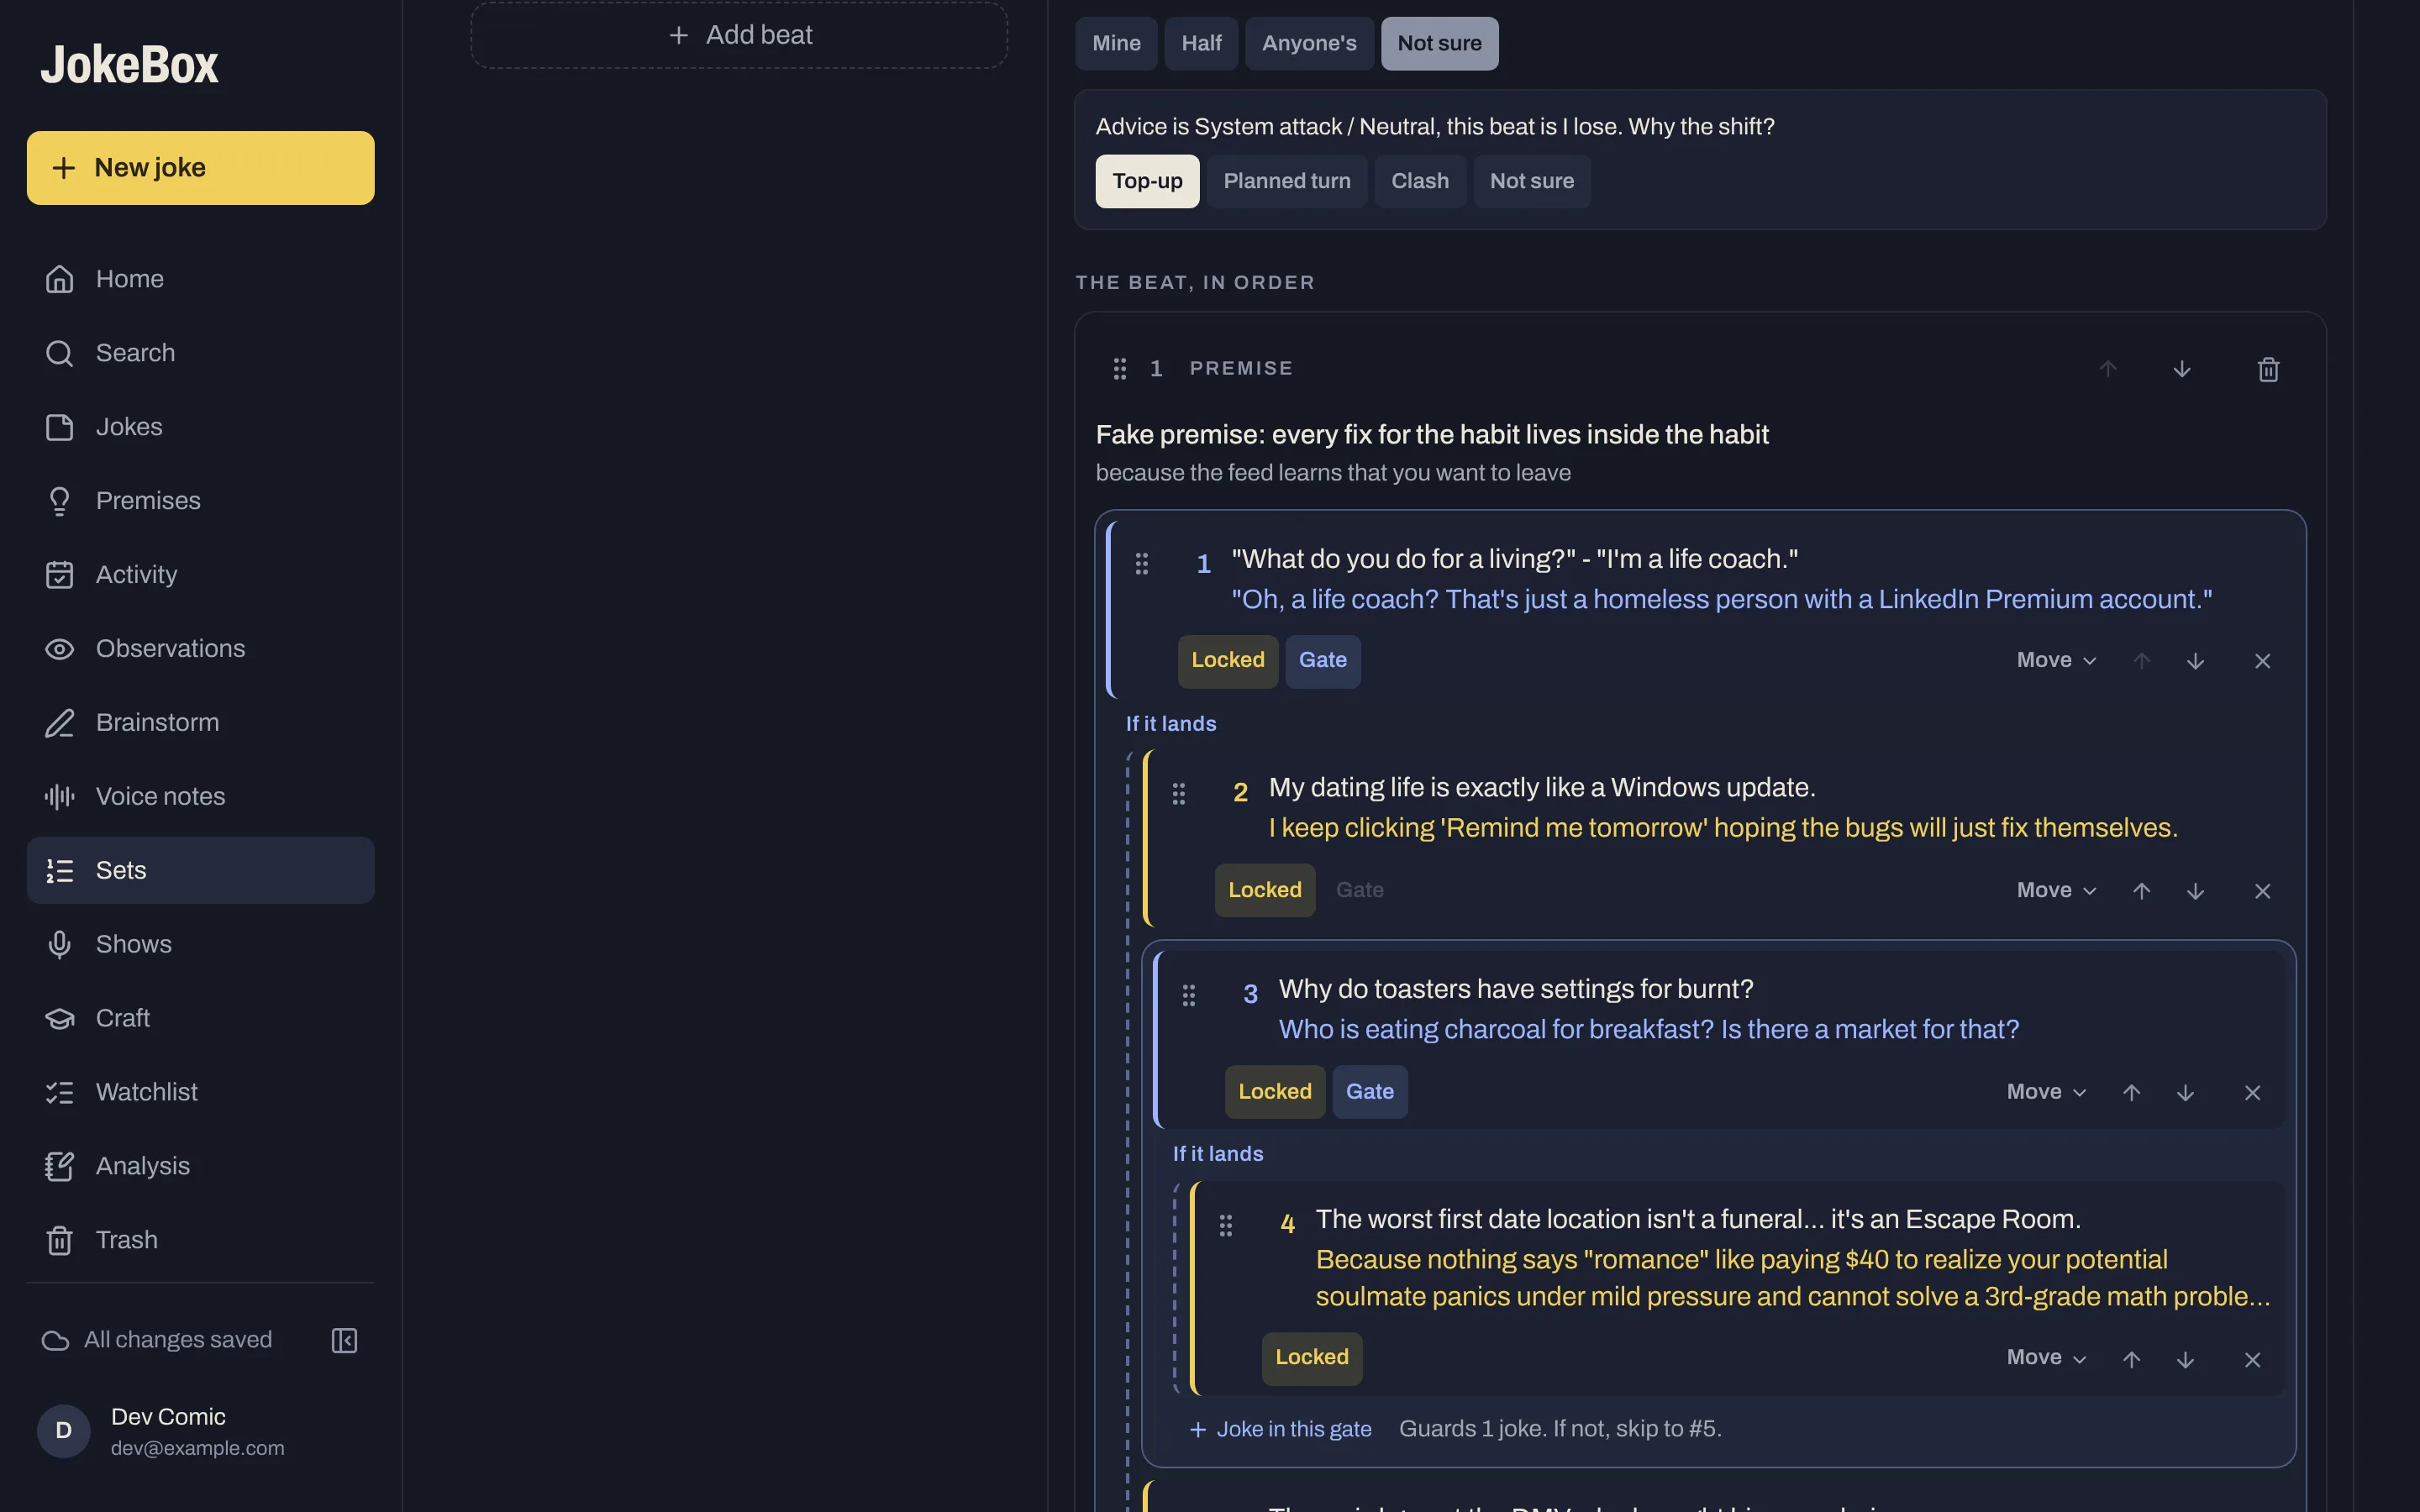 JokeBox
+ New joke
Home
Search
Jokes
Premises
Activity
Observations
Brainstorm
Voice notes
Sets
Shows
Craft
Watchlist
Analysis
Trash
All changes saved
D
Dev Comic
dev@example.com
+ Add beat
Mine Half Anyone's Not sure
Advice is System attack / Neutral, this beat is I lose. Why the shift?
Top-up Planned turn Clash Not sure
THE BEAT, IN ORDER
1 PREMISE
Fake premise: every fix for the habit lives inside the habit
because the feed learns that you want to leave
1 "What do you do for a living?" - "I'm a life coach."
"Oh, a life coach? That's just a homeless person with a LinkedIn Premium account."
Locked Gate Move
If it lands
2 My dating life is exactly like a Windows update.
I keep clicking 'Remind me tomorrow' hoping the bugs will just fix themselves.
Locked Gate Move
3 Why do toasters have settings for burnt?
Who is eating charcoal for breakfast? Is there a market for that?
Locked Gate Move
If it lands
4 The worst first date location isn't a funeral... it's an Escape Room.
Because nothing says "romance" like paying $40 to realize your potential
soulmate panics under mild pressure and cannot solve a 3rd-grade math proble...
Locked Move
+ Joke in this gate Guards 1 joke. If not, skip to #5.